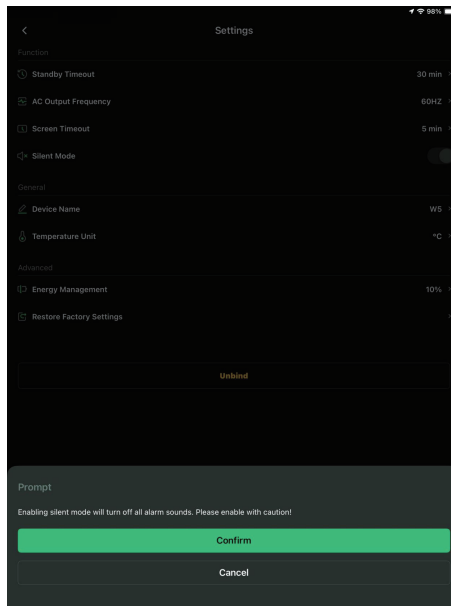 98%
Settings
Function
Standby Timeout 30 min
AC Output Frequency 60HZ
Screen Timeout 5 min
Silent Mode
General
Device Name W5
Temperature Unit °C
Advanced
Energy Management 10%
Restore Factory Settings
Unbind
Prompt
Enabling silent mode will turn off all alarm sounds. Please enable with caution!
Confirm
Cancel